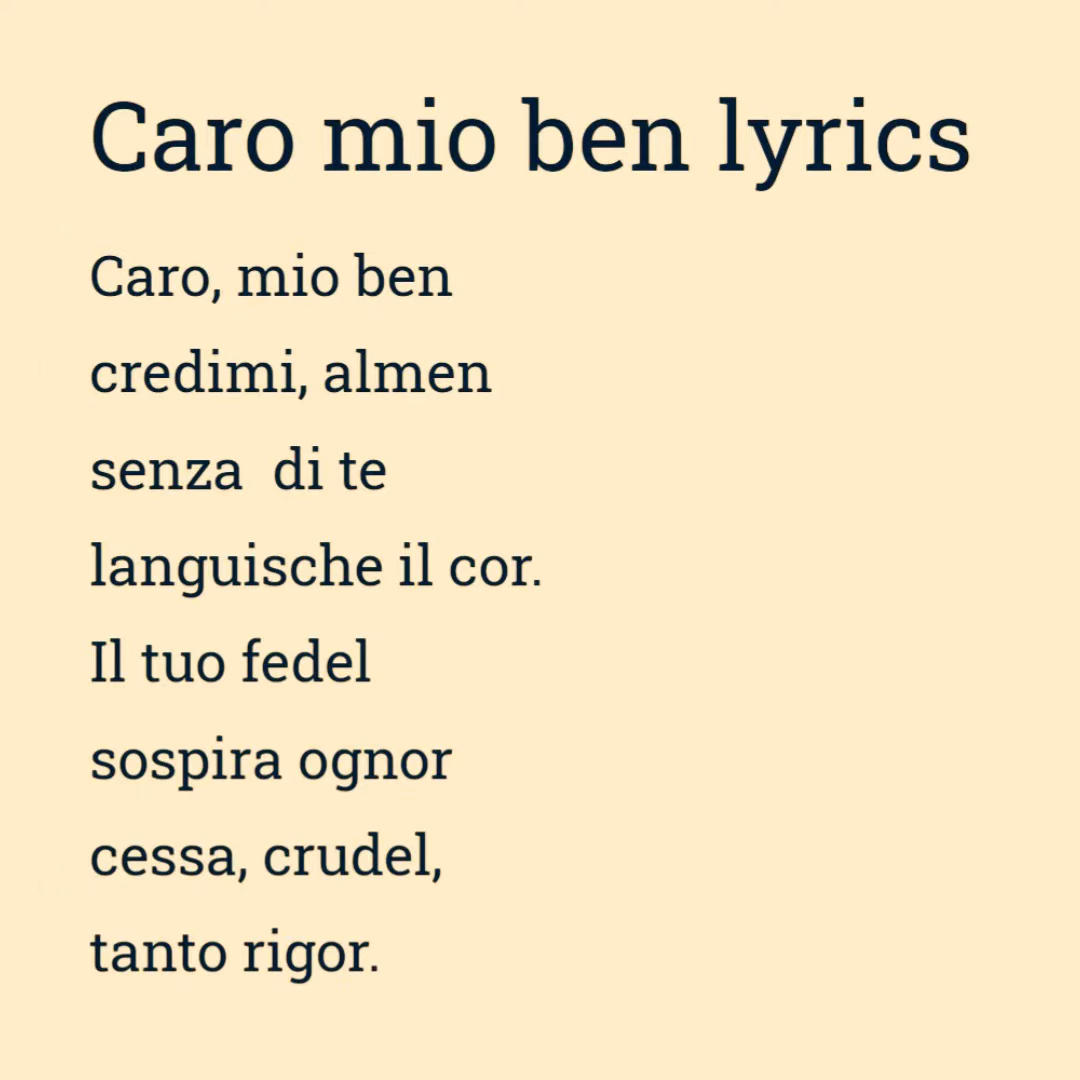 Caro mio ben lyrics
Caro, mio ben
credimi, almen
senza  di te
languische il cor.
Il tuo fedel
sospira ognor
cessa, crudel,
tanto rigor.